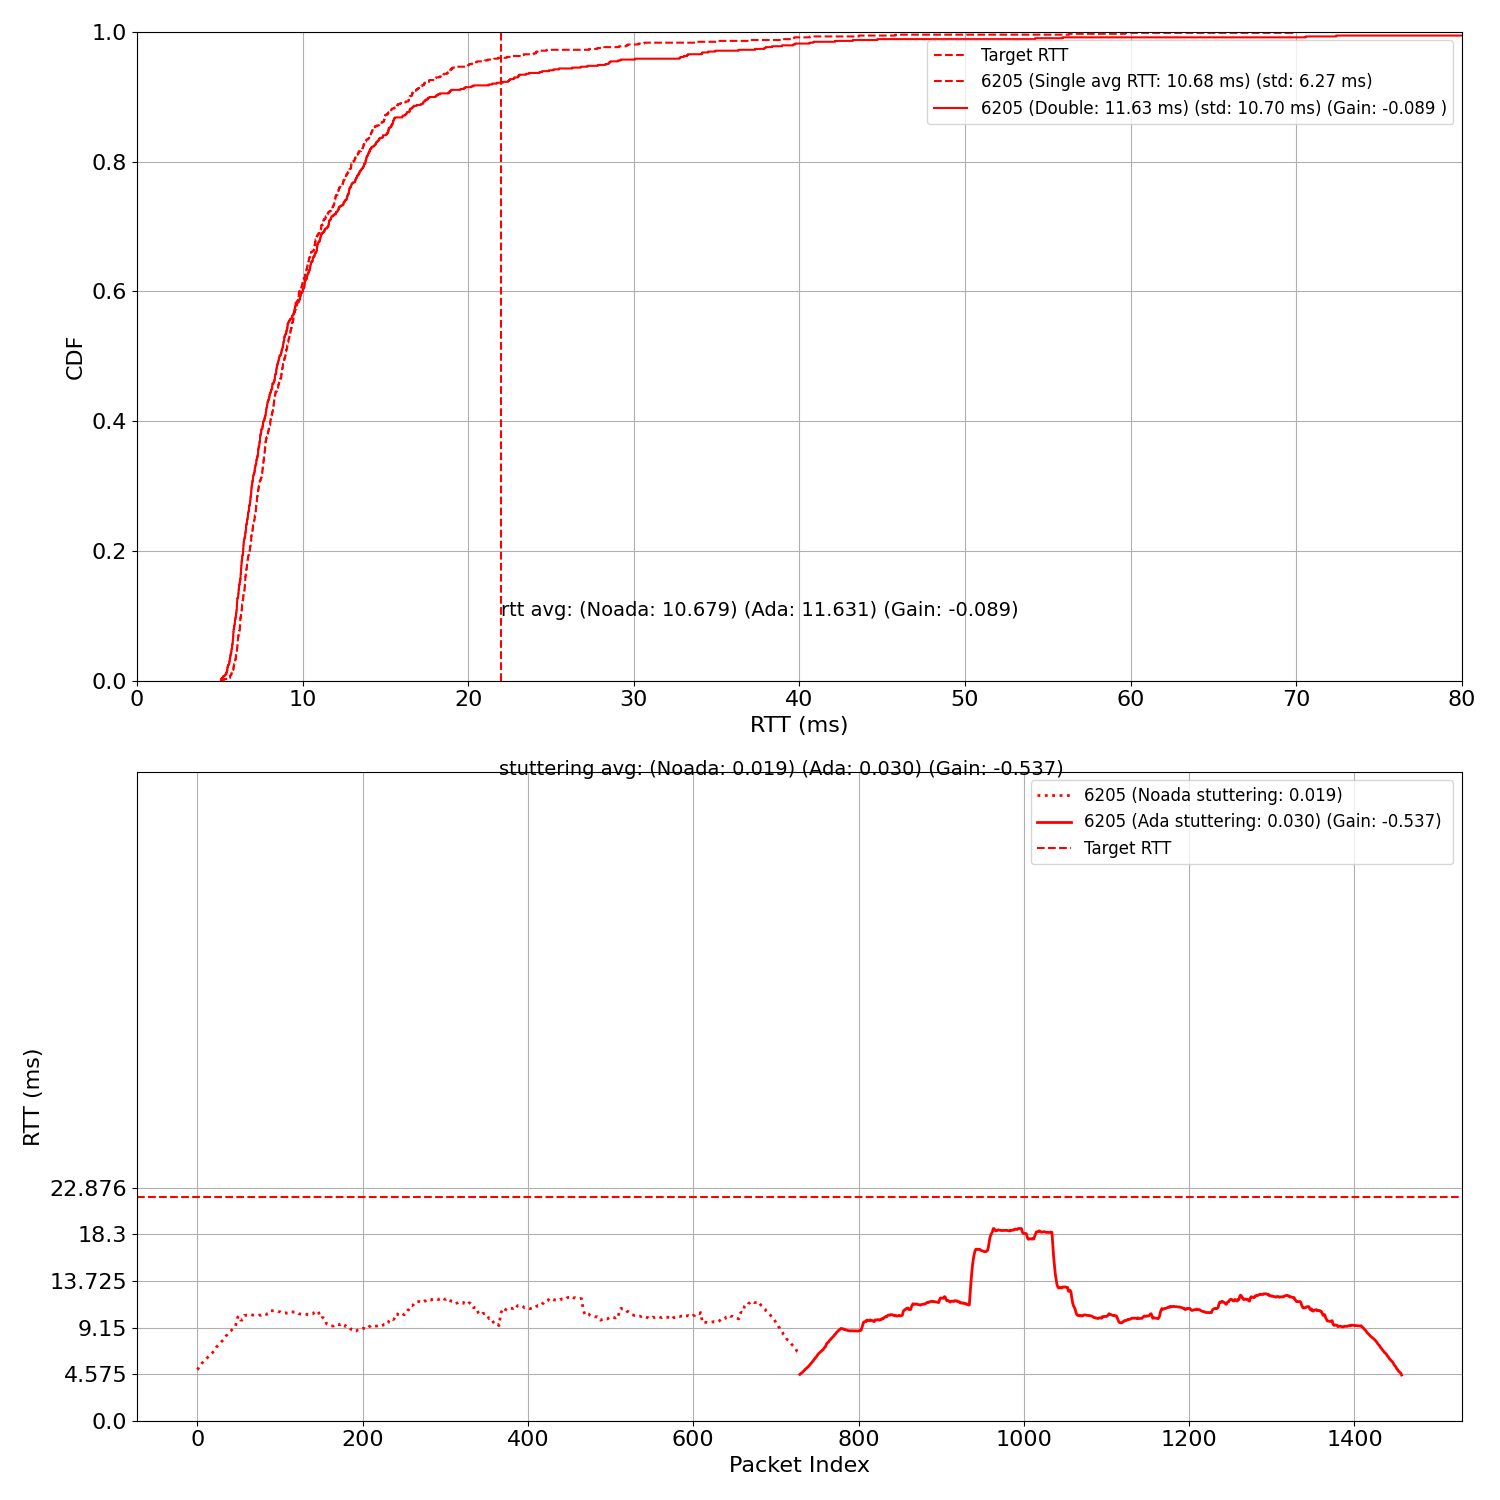 1.0
0.8
0.6
0.4
0.2
0.0
CDF
Target RTT
6205 (Single avg RTT: 10.68 ms) (std: 6.27 ms)
6205 (Double: 11.63 ms) (std: 10.70 ms) (Gain: -0.089 )
rtt avg: (Noada: 10.679) (Ada: 11.631) (Gain: -0.089)
0 10 20 30 40 50 60 70 80
RTT (ms)
stuttering avg: (Noada: 0.019) (Ada: 0.030) (Gain: -0.537)
6205 (Noada stuttering: 0.019)
6205 (Ada stuttering: 0.030) (Gain: -0.537)
Target RTT
RTT (ms)
22.876
18.3
13.725
9.15
4.575
0.0
0 200 400 600 800 1000 1200 1400
Packet Index